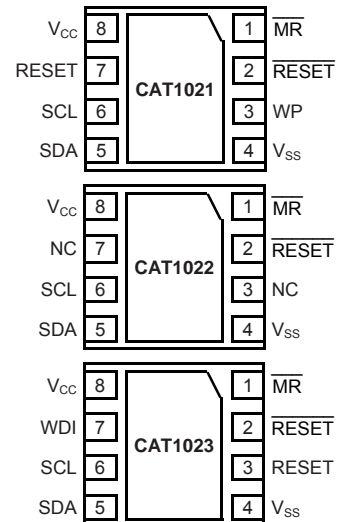 VCC 8 1 MR
RESET 7 2 RESET
CAT1021
SCL 6 3 WP
SDA 5 4 VSS
VCC 8 1 MR
NC 7 2 RESET
CAT1022
SCL 6 3 NC
SDA 5 4 VSS
VCC 8 1 MR
WDI 7 2 RESET
CAT1023
SCL 6 3 RESET
SDA 5 4 VSS